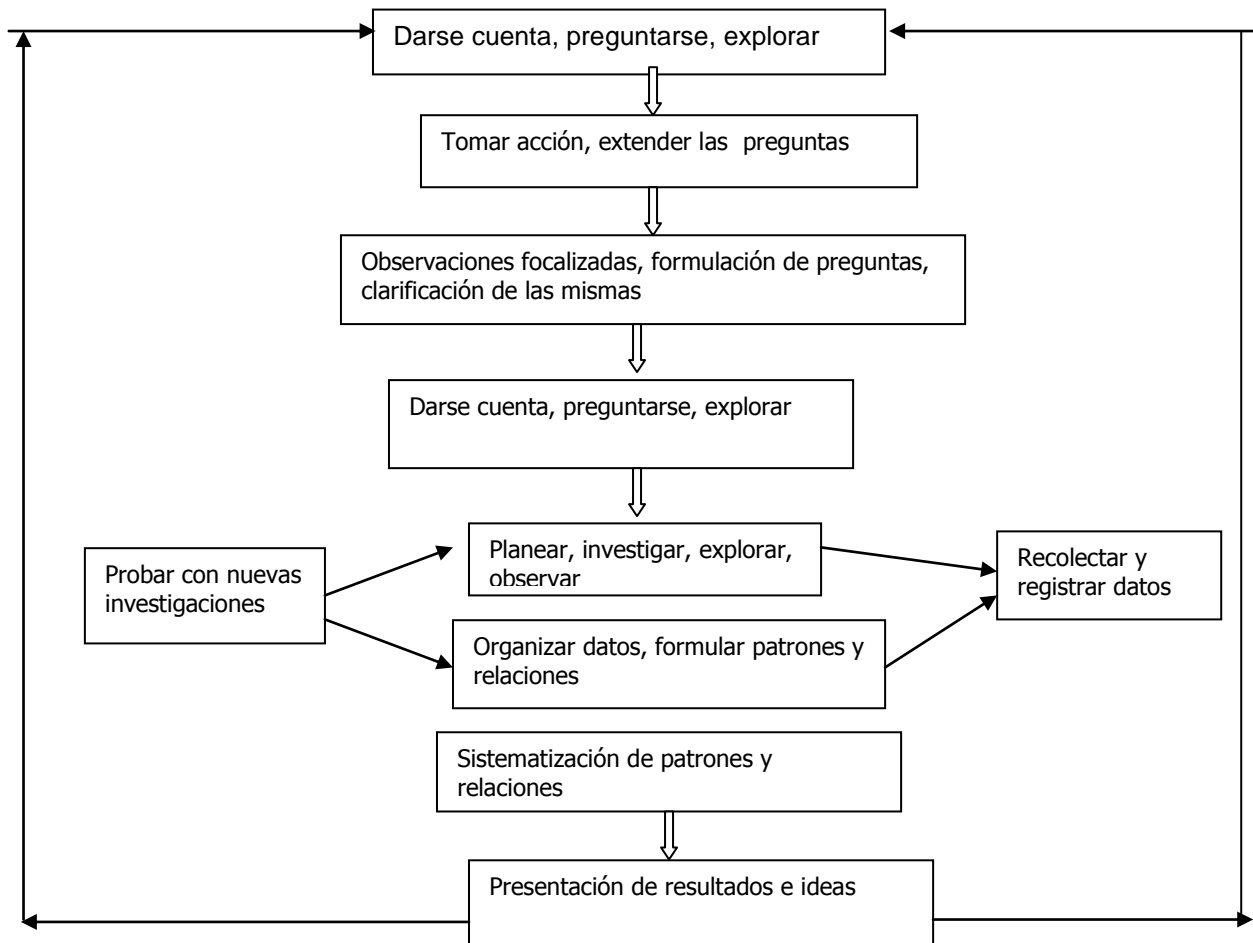 Darse cuenta, preguntarse, explorar
Tomar acción, extender las preguntas
Observaciones focalizadas, formulación de preguntas,
clarificación de las mismas
Darse cuenta, preguntarse, explorar
Probar con nuevas
investigaciones
Planear, investigar, explorar,
observar
Recolectar y
registrar datos
Organizar datos, formular patrones y
relaciones
Sistematización de patrones y
relaciones
Presentación de resultados e ideas